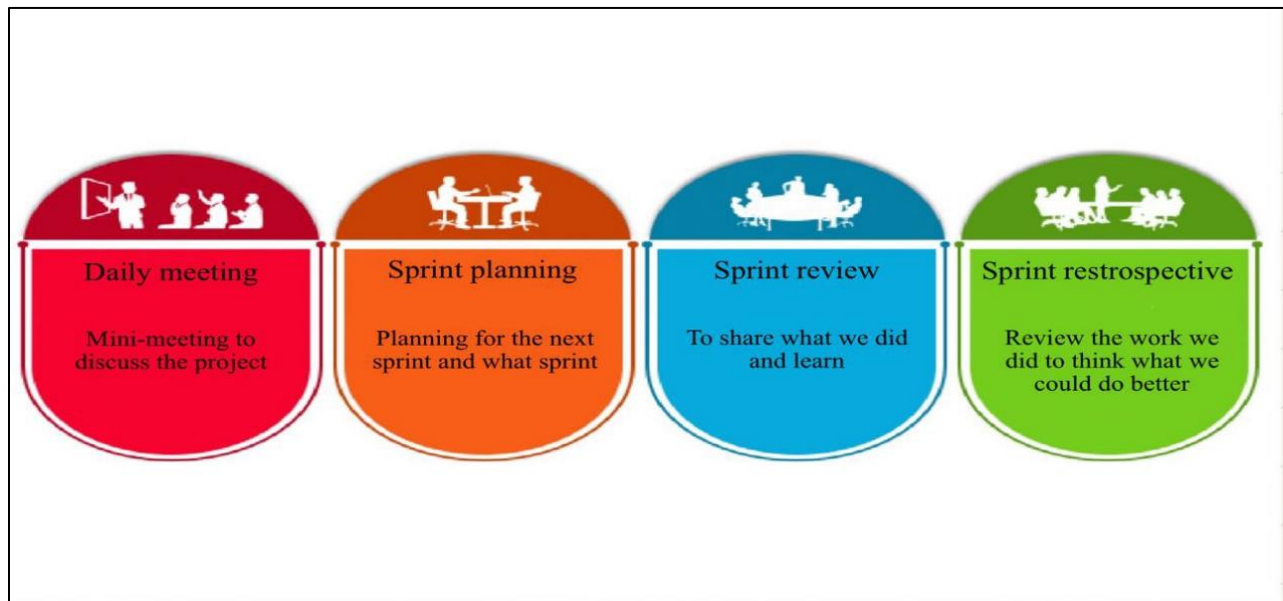 Daily meeting
Mini-meeting to
discuss the project
Sprint planning
Planning for the next
sprint and what sprint
Sprint review
To share what we did
and learn
Sprint restrospective
Review the work we
did to think what we
could do better